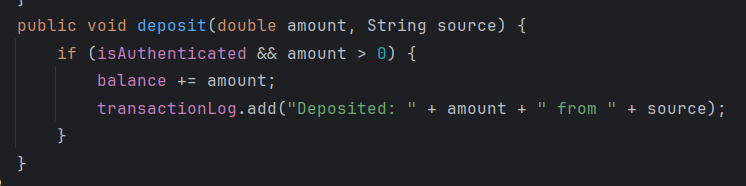 }
public void deposit(double amount, String source) {
    if (isAuthenticated && amount > 0) {
        balance += amount;
        transactionLog.add("Deposited: " + amount + " from " + source);
    }
}